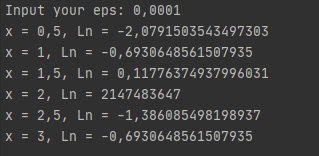 Input your eps: 0,0001
x = 0,5, Ln = -2,0791503543497303
x = 1, Ln = -0,6930648561507935
x = 1,5, Ln = 0,11776374937996031
x = 2, Ln = 2147483647
x = 2,5, Ln = -1,386085498198937
x = 3, Ln = -0,6930648561507935